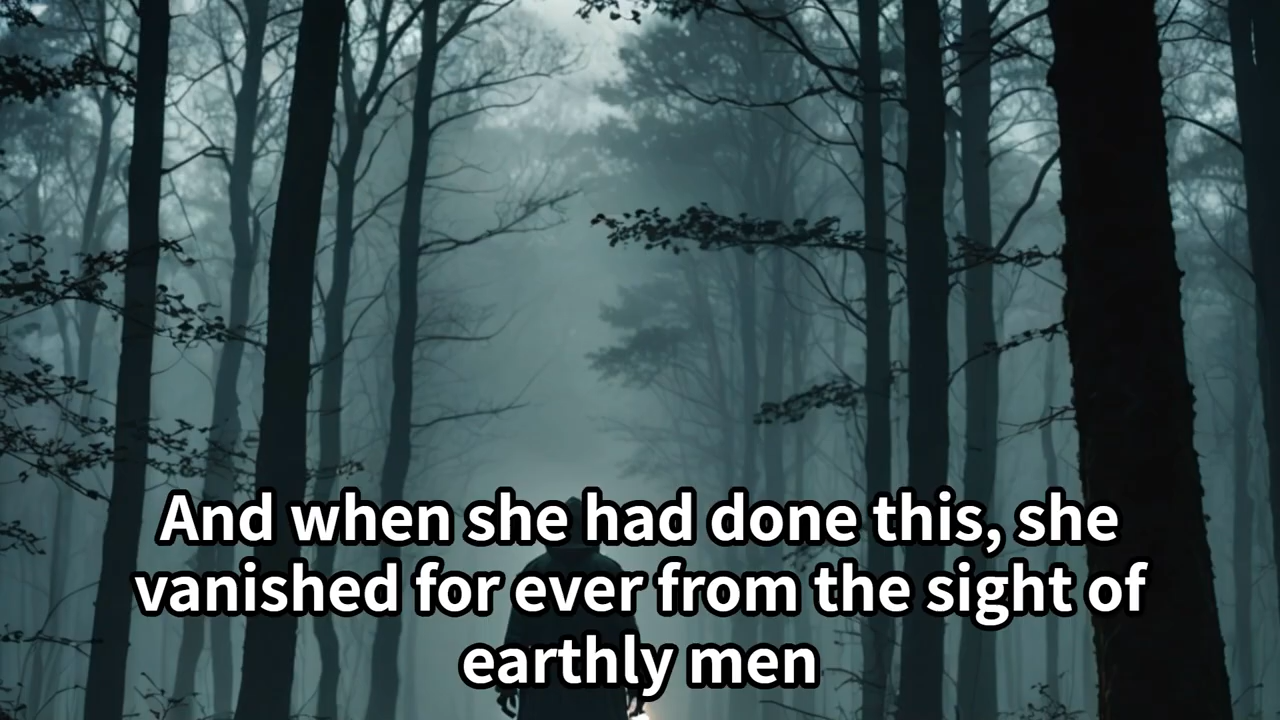 And when she had done this, she
vanished for ever from the sight of
earthly men